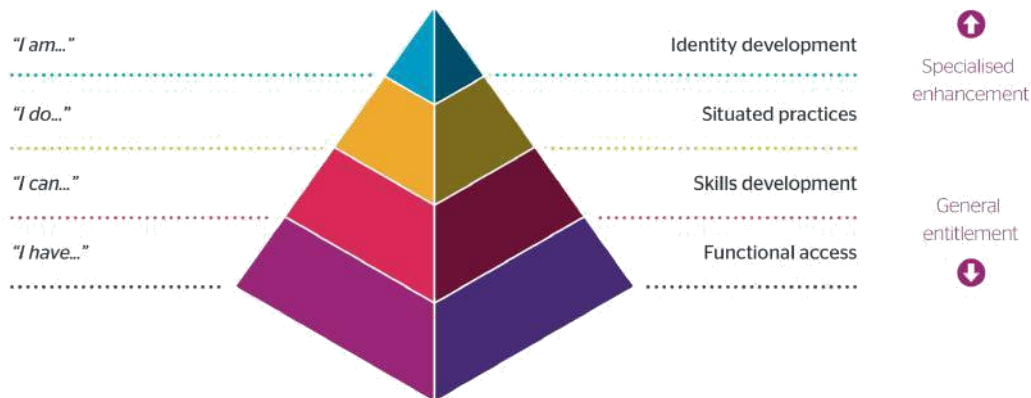 "I am..."
Identity development
Specialised
enhancement
"I do..."
Situated practices
"I can..."
Skills development
General
entitlement
"I have..."
Functional access